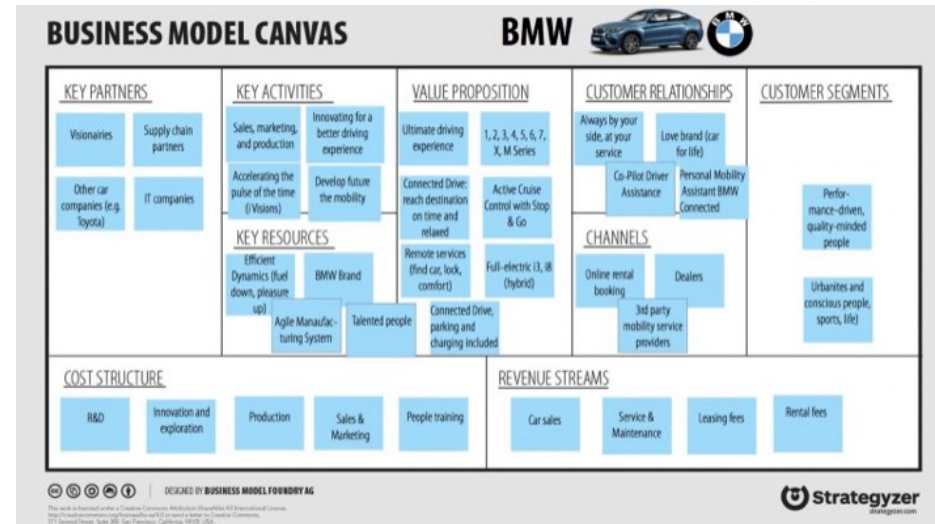 BUSINESS MODEL CANVAS
BMW
BMW
KEY PARTNERS
Visionairies
Supply chain
partners
Other car
companies (e.g.
Toyota)
IT companies
KEY ACTIVITIES
Sales, marketing,
and production
Innovating for a
better driving
experience
Accelerating the
pulse of the time
(i Visions)
Develop future
the mobility
KEY RESOURCES
Efficient
Dynamics (fuel
down, pleasure
up)
BMW Brand
Agile Manaufac-
turing System
Talented people
VALUE PROPOSITION
Ultimate driving
experience
1, 2, 3, 4, 5, 6, 7,
X, M Series
Connected Drive:
reach destination
on time and
relaxed
Active Cruise
Control with Stop
& Go
Remote services
(find car, lock,
comfort)
Full-electric i3, i8
(hybrid)
Connected Drive,
parking and
charging included
CUSTOMER RELATIONSHIPS
Always by your
side, at your
service
Love brand (car
for life)
Co-Pilot Driver
Assistance
Personal Mobility
Assistant BMW
Connected
CHANNELS
Online rental
booking
Dealers
3rd party
mobility service
providers
CUSTOMER SEGMENTS
Perfor-
mance-driven,
quality-minded
people
Urbanites and
conscious people,
sports, life)
COST STRUCTURE
R&D
Innovation and
exploration
Production
Sales &
Marketing
People training
REVENUE STREAMS
Car sales
Service &
Maintenance
Leasing fees
Rental fees
DESIGNED BY BUSINESS MODEL FOUNDRY AG
Strategyzer
strategyzer.com